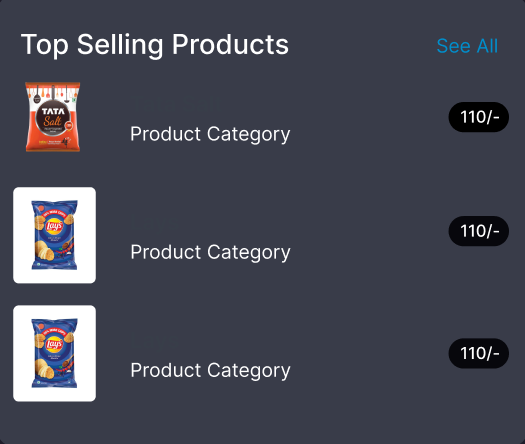 Top Selling Products
See All
TATA
Salt
110/-
Product Category
Lay's
110/-
Product Category
Lay's
110/-
Product Category